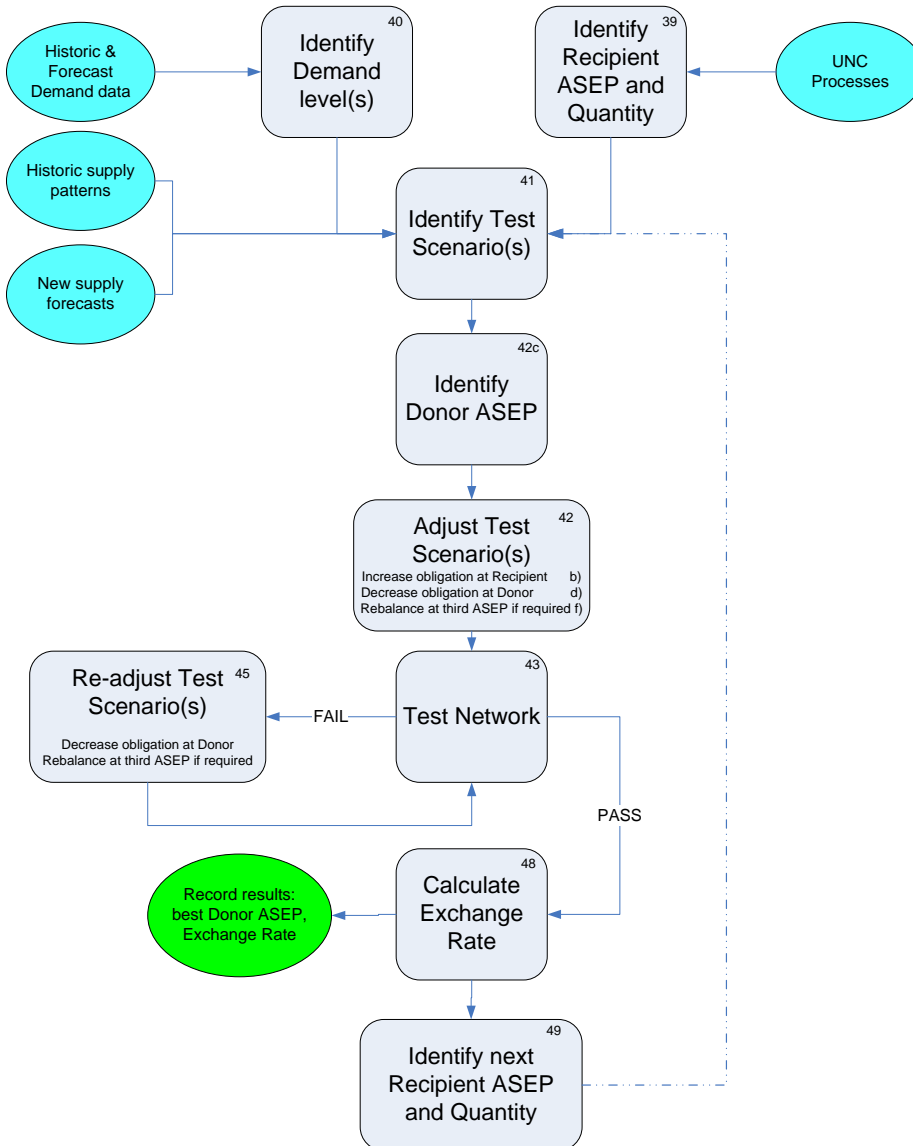 Historic &
Forecast
Demand data
40
Identify
Demand
level(s)
39
Identify
Recipient
ASEP and
Quantity
UNC
Processes
Historic supply
patterns
New supply
forecasts
41
Identify Test
Scenario(s)
42c
Identify
Donor ASEP
42
Adjust Test
Scenario(s)
Increase obligation at Recipient b)
Decrease obligation at Donor d)
Rebalance at third ASEP if required f)
Re-adjust Test 45
Scenario(s)
Decrease obligation at Donor
Rebalance at third ASEP if required
FAIL
43
Test Network
PASS
Record results:
best Donor ASEP,
Exchange Rate
48
Calculate
Exchange
Rate
49
Identify next
Recipient ASEP
and Quantity